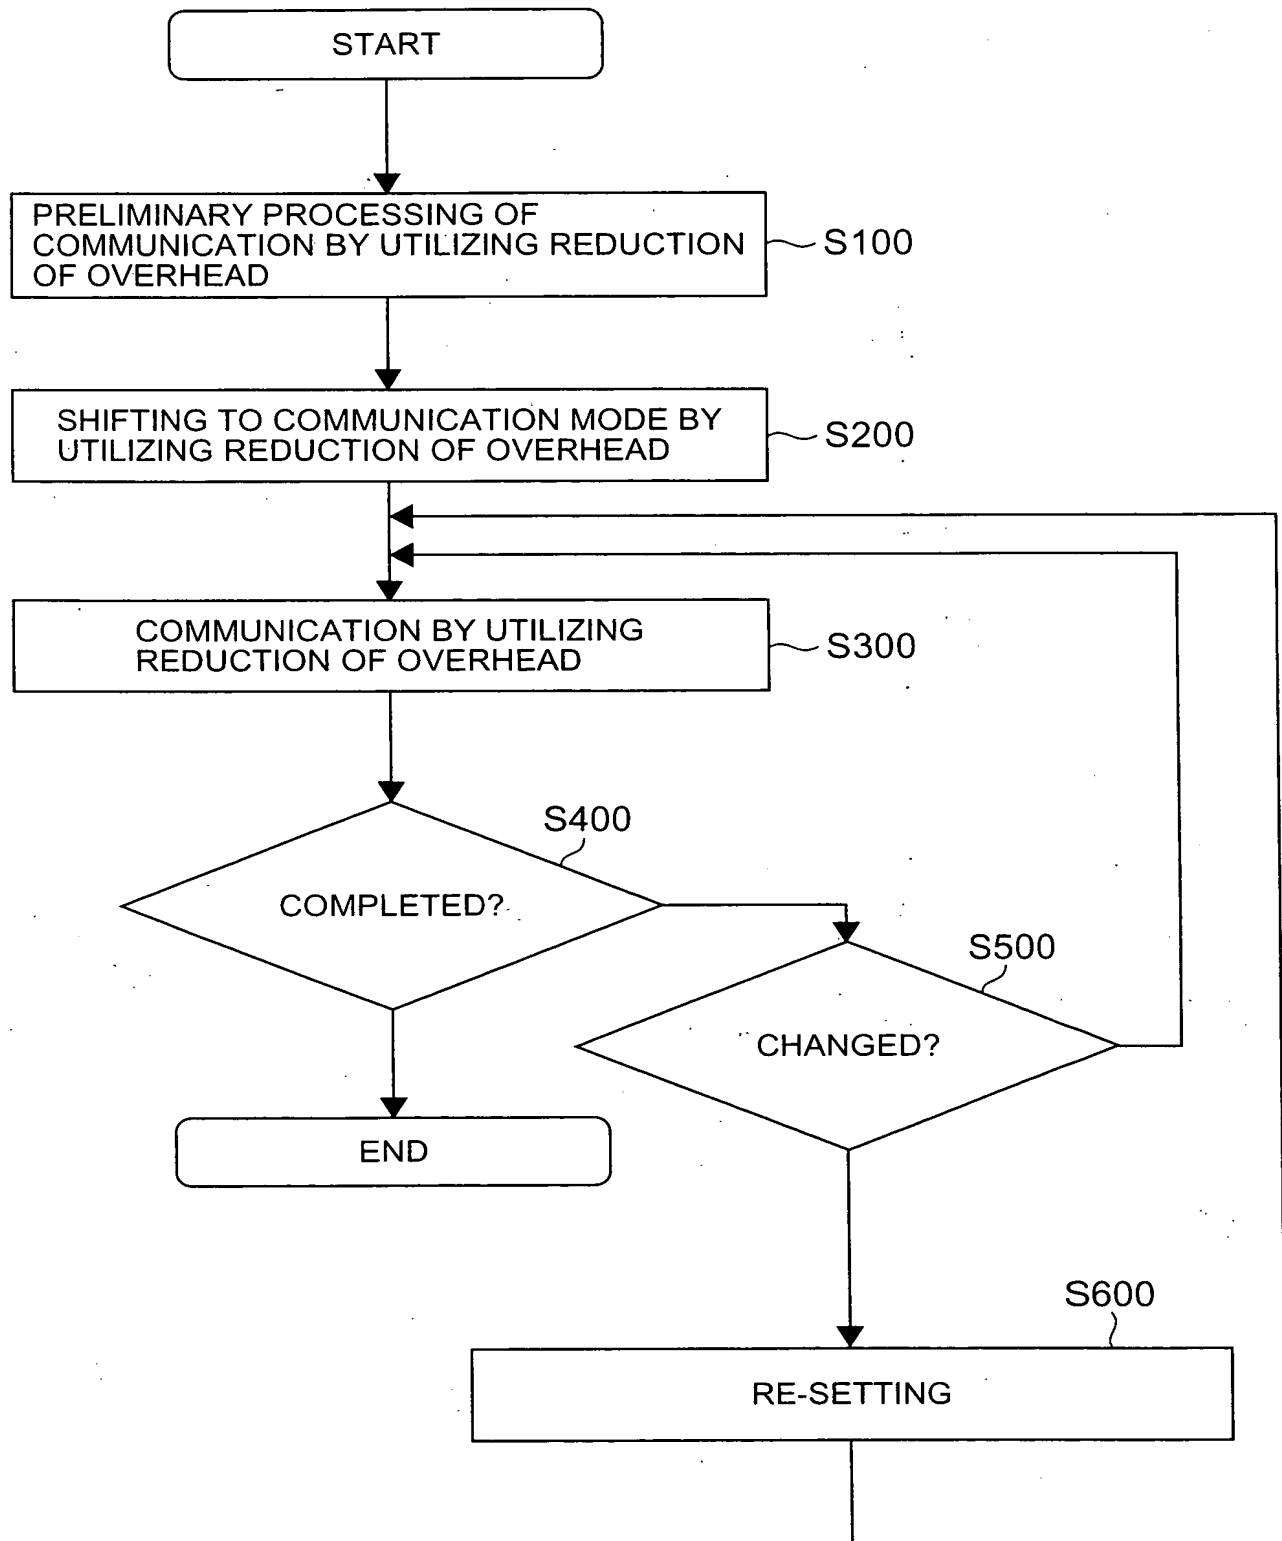 START
PRELIMINARY PROCESSING OF
COMMUNICATION BY UTILIZING REDUCTION
OF OVERHEAD
S100
SHIFTING TO COMMUNICATION MODE BY
UTILIZING REDUCTION OF OVERHEAD
S200
COMMUNICATION BY UTILIZING
REDUCTION OF OVERHEAD
S300
S400
COMPLETED?
S500
CHANGED?
END
S600
RE-SETTING